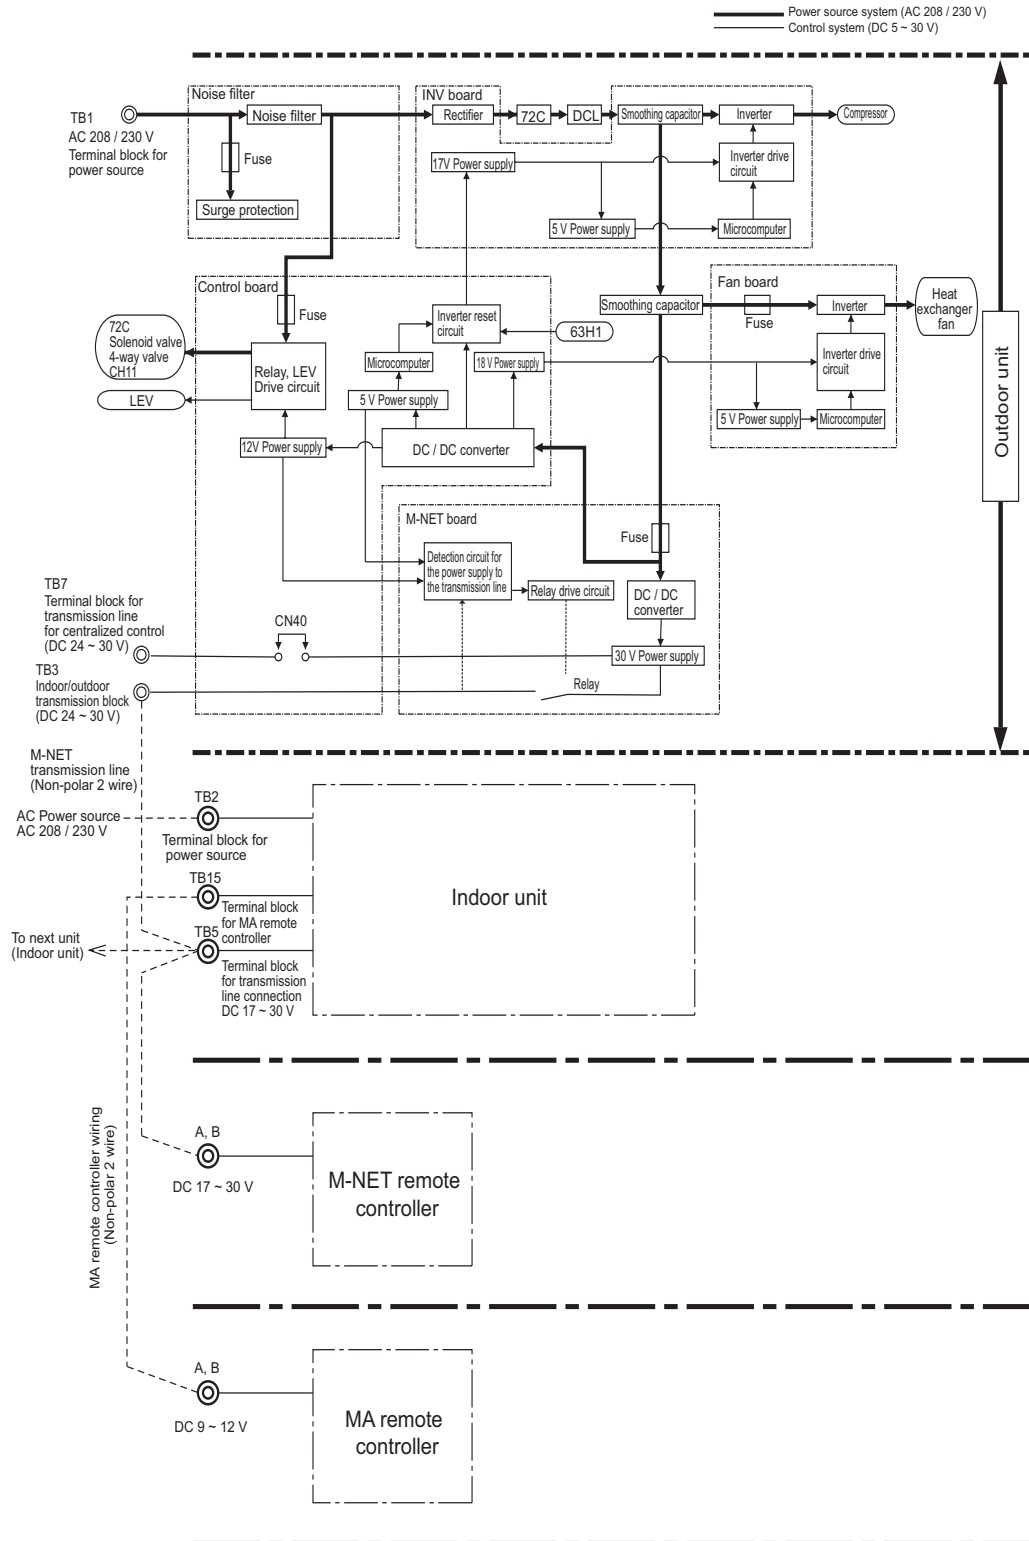 Power source system (AC 208 / 230 V)
Control system (DC 5 ~ 30 V)
Noise filter
INV board
TB1
AC 208 / 230 V
Terminal block for
power source
Noise filter
Rectifier
72C
DCL
Smoothing capacitor
Inverter
Compressor
Fuse
17V Power supply
Inverter drive
circuit
Surge protection
5 V Power supply
Microcomputer
Control board
Fan board
Fuse
Inverter reset
circuit
63H1
Smoothing capacitor
Fuse
Inverter
Heat
exchanger
fan
72C
Solenoid valve
4-way valve
CH11
Relay, LEV
Drive circuit
Microcomputer
18 V Power supply
Inverter drive
circuit
LEV
5 V Power supply
5 V Power supply
Microcomputer
12V Power supply
DC / DC converter
Outdoor unit
M-NET board
Fuse
Detection circuit for
the power supply to
the transmission line
Relay drive circuit
DC / DC
converter
TB7
Terminal block for
transmission line
for centralized control
(DC 24 ~ 30 V)
CN40
30 V Power supply
TB3
Indoor/outdoor
transmission block
(DC 24 ~ 30 V)
Relay
M-NET
transmission line
(Non-polar 2 wire)
AC Power source
AC 208 / 230 V
TB2
Terminal block for
power source
TB15
Terminal block
for MA remote
controller
Indoor unit
To next unit
(Indoor unit)
TB5
Terminal block
for transmission
line connection
DC 17 ~ 30 V
MA remote controller wiring
(Non-polar 2 wire)
A, B
DC 17 ~ 30 V
M-NET remote
controller
A, B
DC 9 ~ 12 V
MA remote
controller